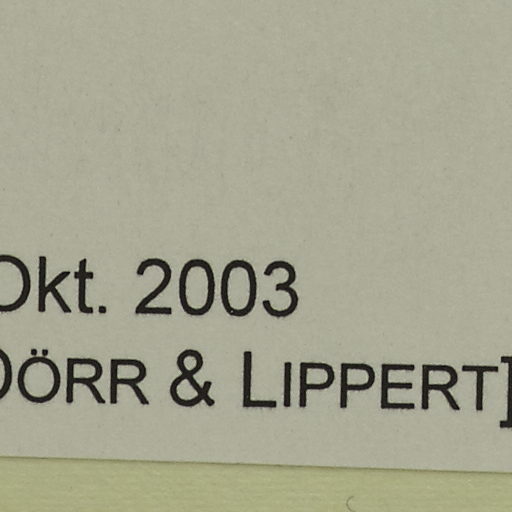 Okt. 2003
DÖRR & LIPPERT]